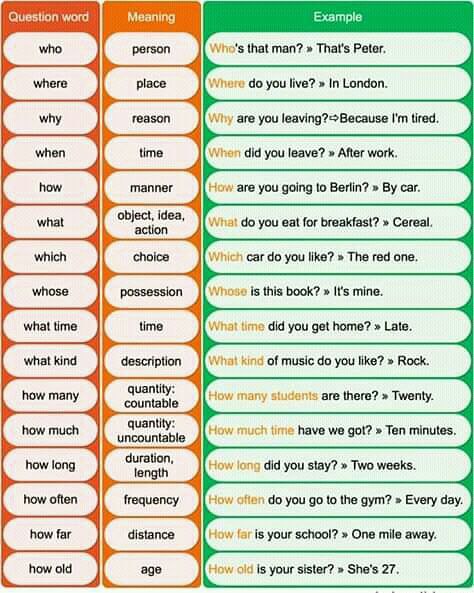 Question word Meaning Example
who person Who's that man? » That's Peter.
where place Where do you live? » In London.
why reason Why are you leaving?⇨Because I'm tired.
when time When did you leave? » After work.
how manner How are you going to Berlin? » By car.
what object, idea, action What do you eat for breakfast? » Cereal.
which choice Which car do you like? » The red one.
whose possession Whose is this book? » It's mine.
what time time What time did you get home? » Late.
what kind description What kind of music do you like? » Rock.
how many quantity: countable How many students are there? » Twenty.
how much quantity: uncountable How much time have we got? » Ten minutes.
how long duration, length How long did you stay? » Two weeks.
how often frequency How often do you go to the gym? » Every day.
how far distance How far is your school? » One mile away.
how old age How old is your sister? » She's 27.